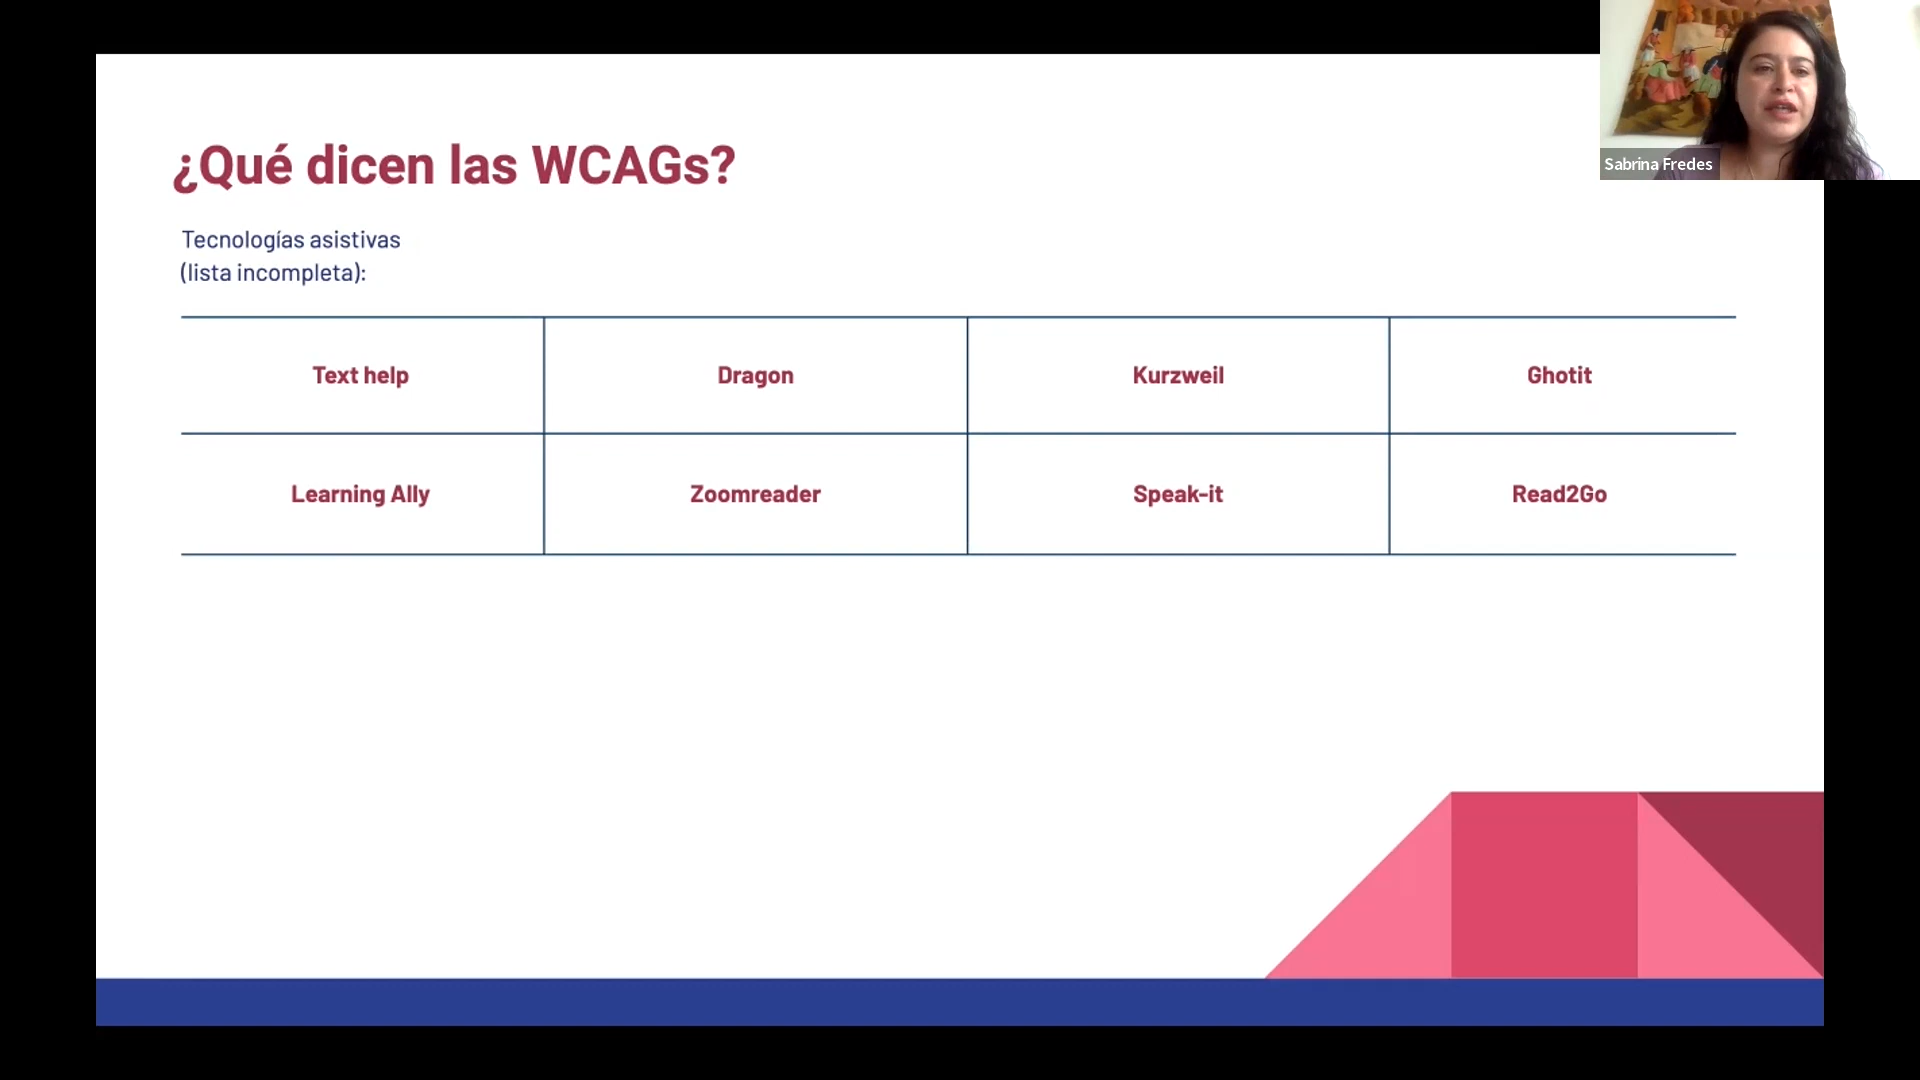 ¿Qué dicen las WCAGs?
Tecnologías asistivas
(lista incompleta):
Text help
Dragon
Kurzweil
Ghotit
Learning Ally
Zoomreader
Speak-it
Read2Go
Sabrina Fredes